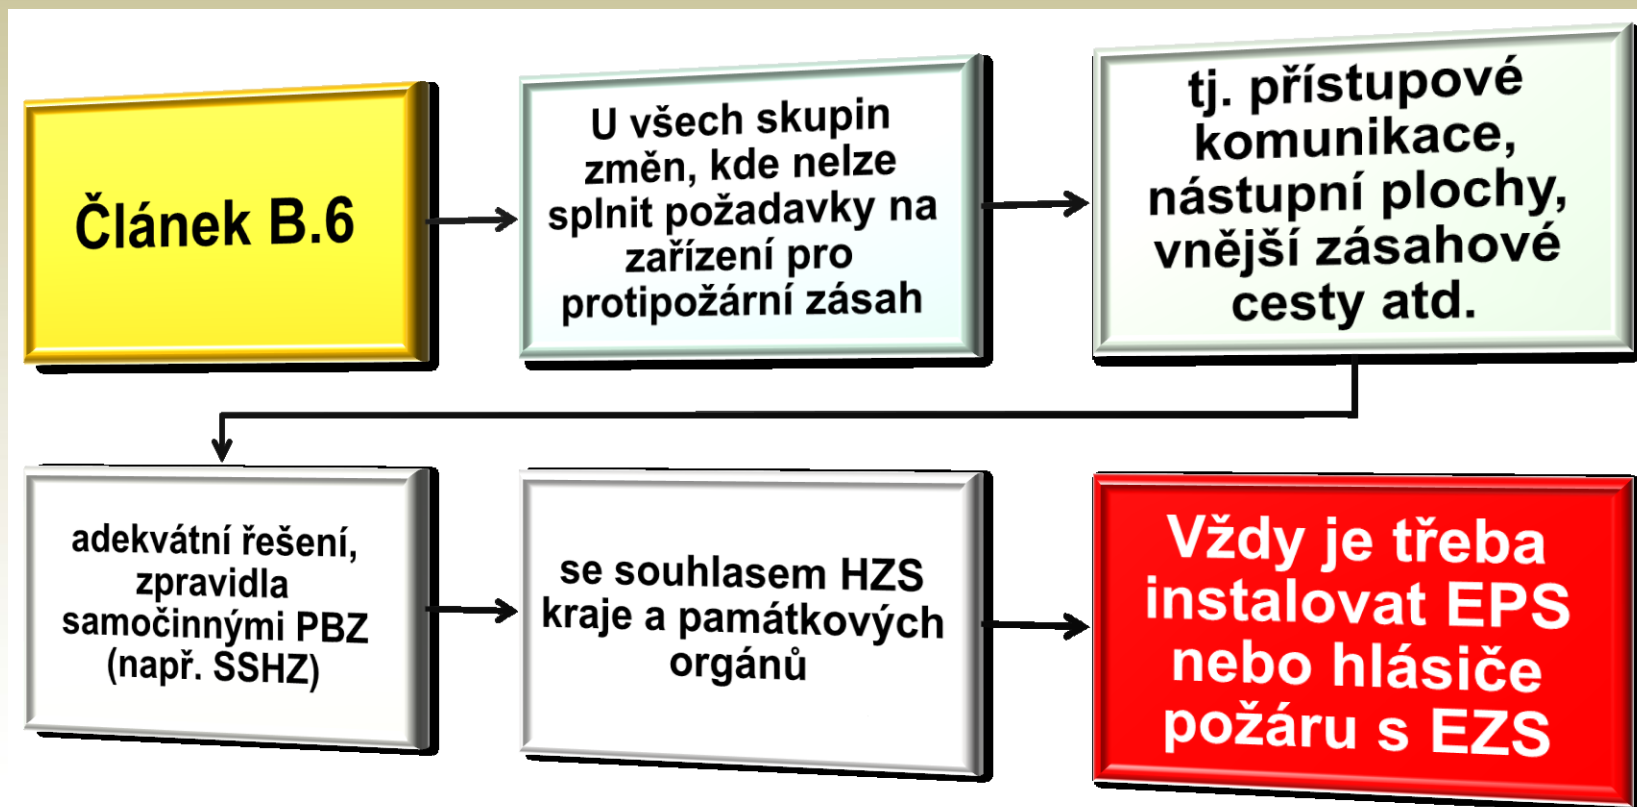 Článek B.6
U všech skupin
změn, kde nelze
splnit požadavky na
zařízení pro
protipožární zásah
tj. přístupové
komunikace,
nástupní plochy,
vnější zásahové
cesty atd.
adekvátní řešení,
zpravidla
samočinnými PBZ
(např. SSHZ)
se souhlasem HZS
kraje a památkových
orgánů
Vždy je třeba
instalovat EPS
nebo hlásiče
požáru s EZS